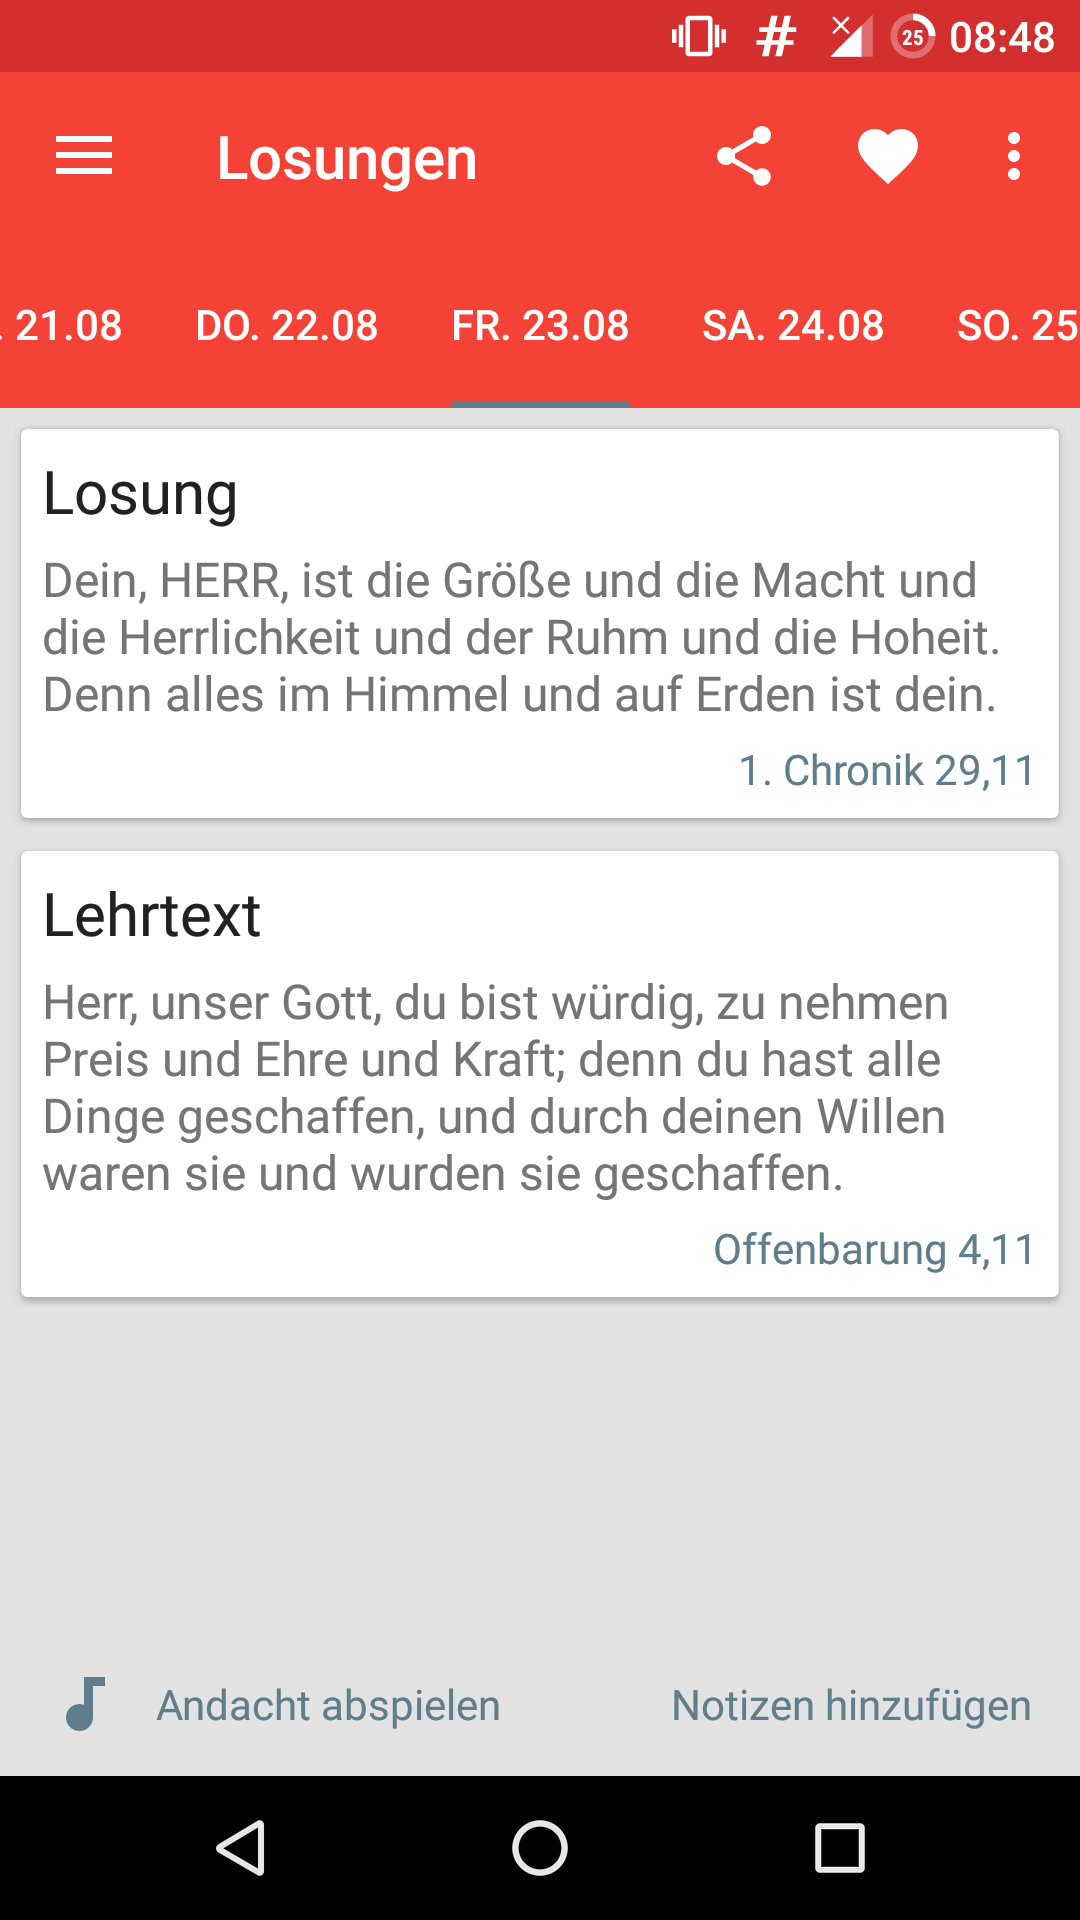 25 08:48
Losungen
. 21.08 DO. 22.08 FR. 23.08 SA. 24.08 SO. 25
Losung
Dein, HERR, ist die Größe und die Macht und
die Herrlichkeit und der Ruhm und die Hoheit.
Denn alles im Himmel und auf Erden ist dein.
1. Chronik 29,11
Lehrtext
Herr, unser Gott, du bist würdig, zu nehmen
Preis und Ehre und Kraft; denn du hast alle
Dinge geschaffen, und durch deinen Willen
waren sie und wurden sie geschaffen.
Offenbarung 4,11
Andacht abspielen Notizen hinzufügen